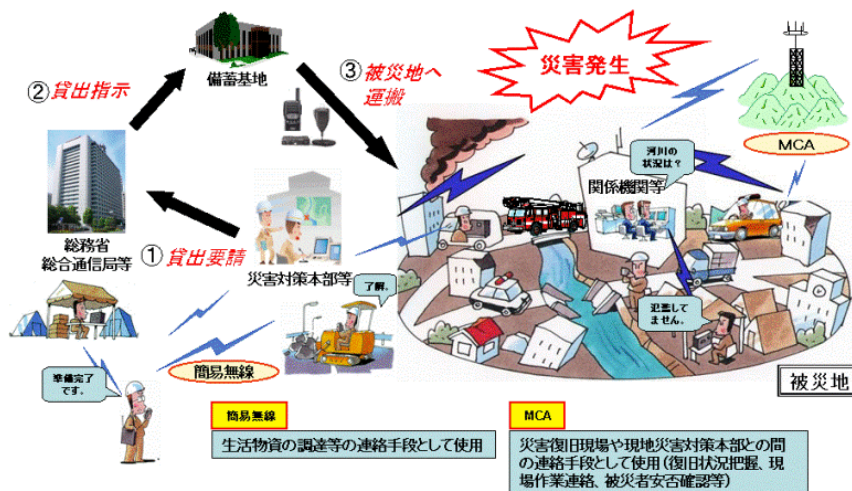 備蓄基地
② 貸出指示
③ 被災地へ
運搬
災害発生
MCA
河川の
状況は?
関係機関等
総務省
総合通信局等
① 貸出要請
災害対策本部等
了解。
氾濫して
ません。
簡易無線
準備完了
です。
被災地
簡易無線
生活物資の調達等の連絡手段として使用
MCA
災害復旧現場や現地災害対策本部との間
の連絡手段として使用(復旧状況把握、現
場作業連絡、被災者安否確認等)